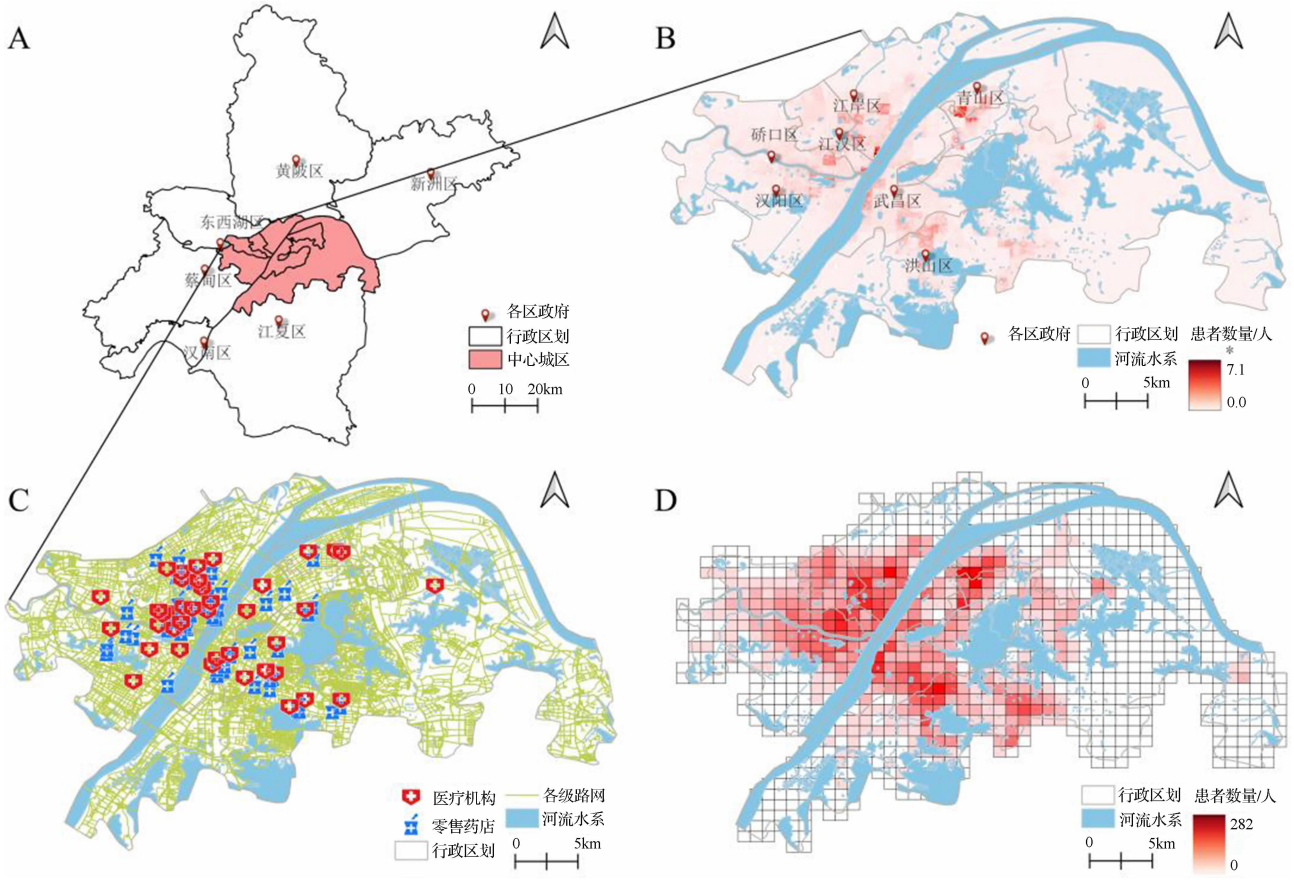 A
黄陂区
新洲区
东西湖区
蔡甸区
江夏区
汉南区
各区政府
行政区划
中心城区
0 10 20km
B
江岸区
青山区
江汉区
硚口区
汉阳区
武昌区
洪山区
各区政府
行政区划
患者数量/人
河流水系
*
7.1
0.0
0 5km
C
医疗机构
各级路网
零售药店
河流水系
行政区划
0 5km
D
行政区划
患者数量/人
河流水系
282
0
0 5km